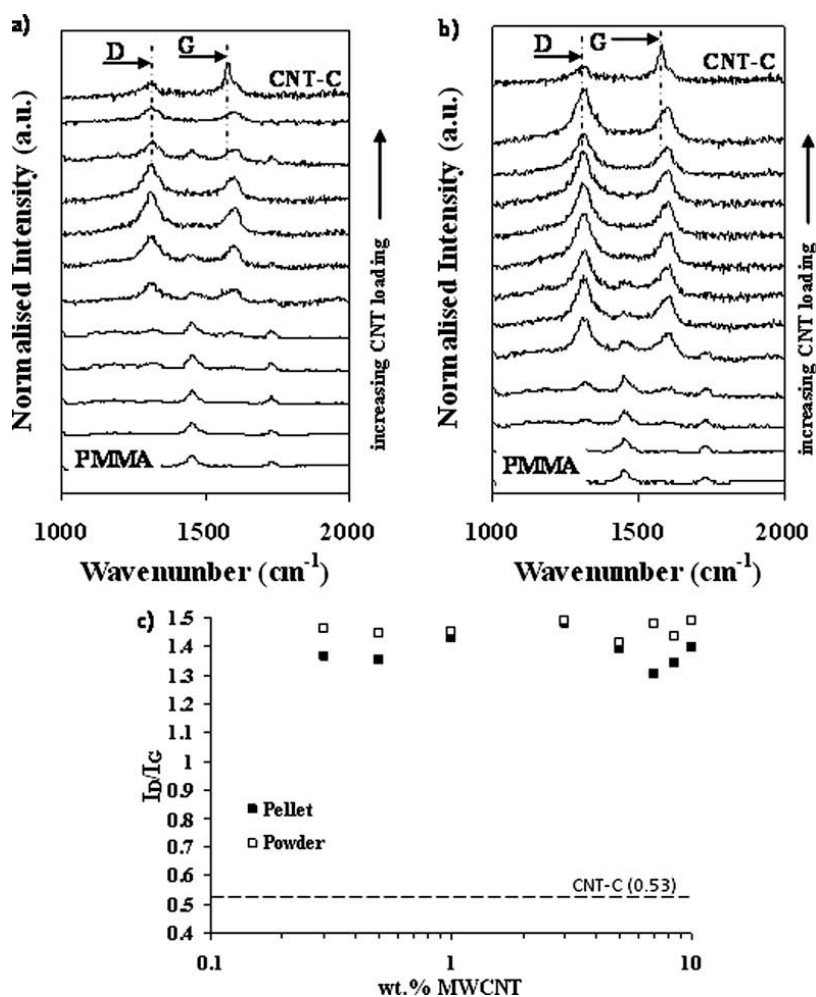 a)
D
G
CNT-C
Normalised Intensity (a.u.)
increasing CNT loading
PMMA
1000 1500 2000
Wavenumber (cm-1)
b)
D
G
CNT-C
Normalised Intensity (a.u.)
increasing CNT loading
PMMA
1000 1500 2000
Wavenumber (cm-1)
c)
1.5
1.4
1.3
1.2
1.1
1
0.9
0.8
0.7
0.6
0.5
0.4
ID/IG
Pellet
Powder
CNT-C (0.53)
0.1 1 10
wt.% MWCNT